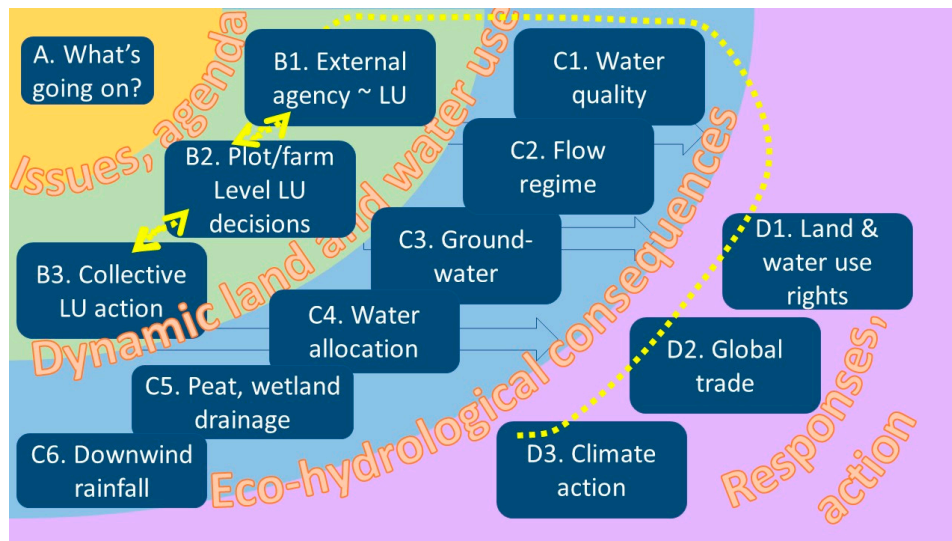 A. What's
going on?
B1. External
agency ~ LU
B2. Plot/farm
Level LU
decisions
B3. Collective
LU action
C1. Water
quality
C2. Flow
regime
C3. Ground-
water
C4. Water
allocation
C5. Peat, wetland
drainage
C6. Downwind
rainfall
D1. Land &
water use
rights
D2. Global
trade
D3. Climate
action
Issues, agenda
Dynamic land and water use
Eco-hydrological consequences
Responses,
action